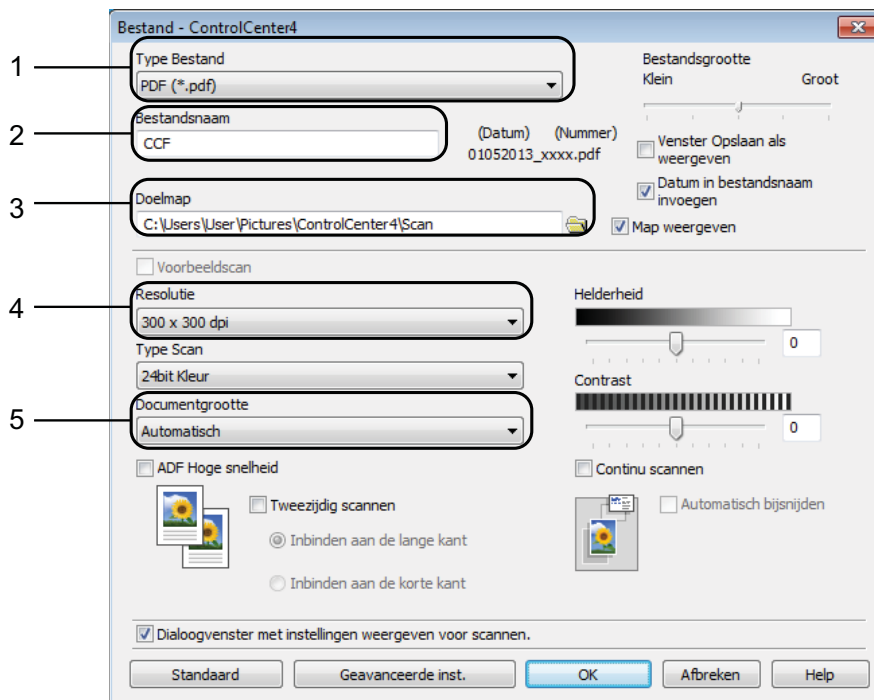 Bestand - ControlCenter4
1
Type Bestand
PDF (*.pdf)
Bestandsgrootte
Klein Groot
2
Bestandsnaam
CCF
(Datum) (Nummer)
01052013_xxxx.pdf
Venster Opslaan als
weergeven
Datum in bestandsnaam
invoegen
3
Doelmap
C:\Users\User\Pictures\ControlCenter4\Scan
Map weergeven
Voorbeeldscan
4
Resolutie
300 x 300 dpi
Helderheid
0
Type Scan
24bit Kleur
Contrast
0
5
Documentgrootte
Automatisch
ADF Hoge snelheid
Continu scannen
Tweezijdig scannen
Automatisch bijsnijden
Inbinden aan de lange kant
Inbinden aan de korte kant
Dialoogvenster met instellingen weergeven voor scannen.
Standaard Geavanceerde inst. OK Afbreken Help